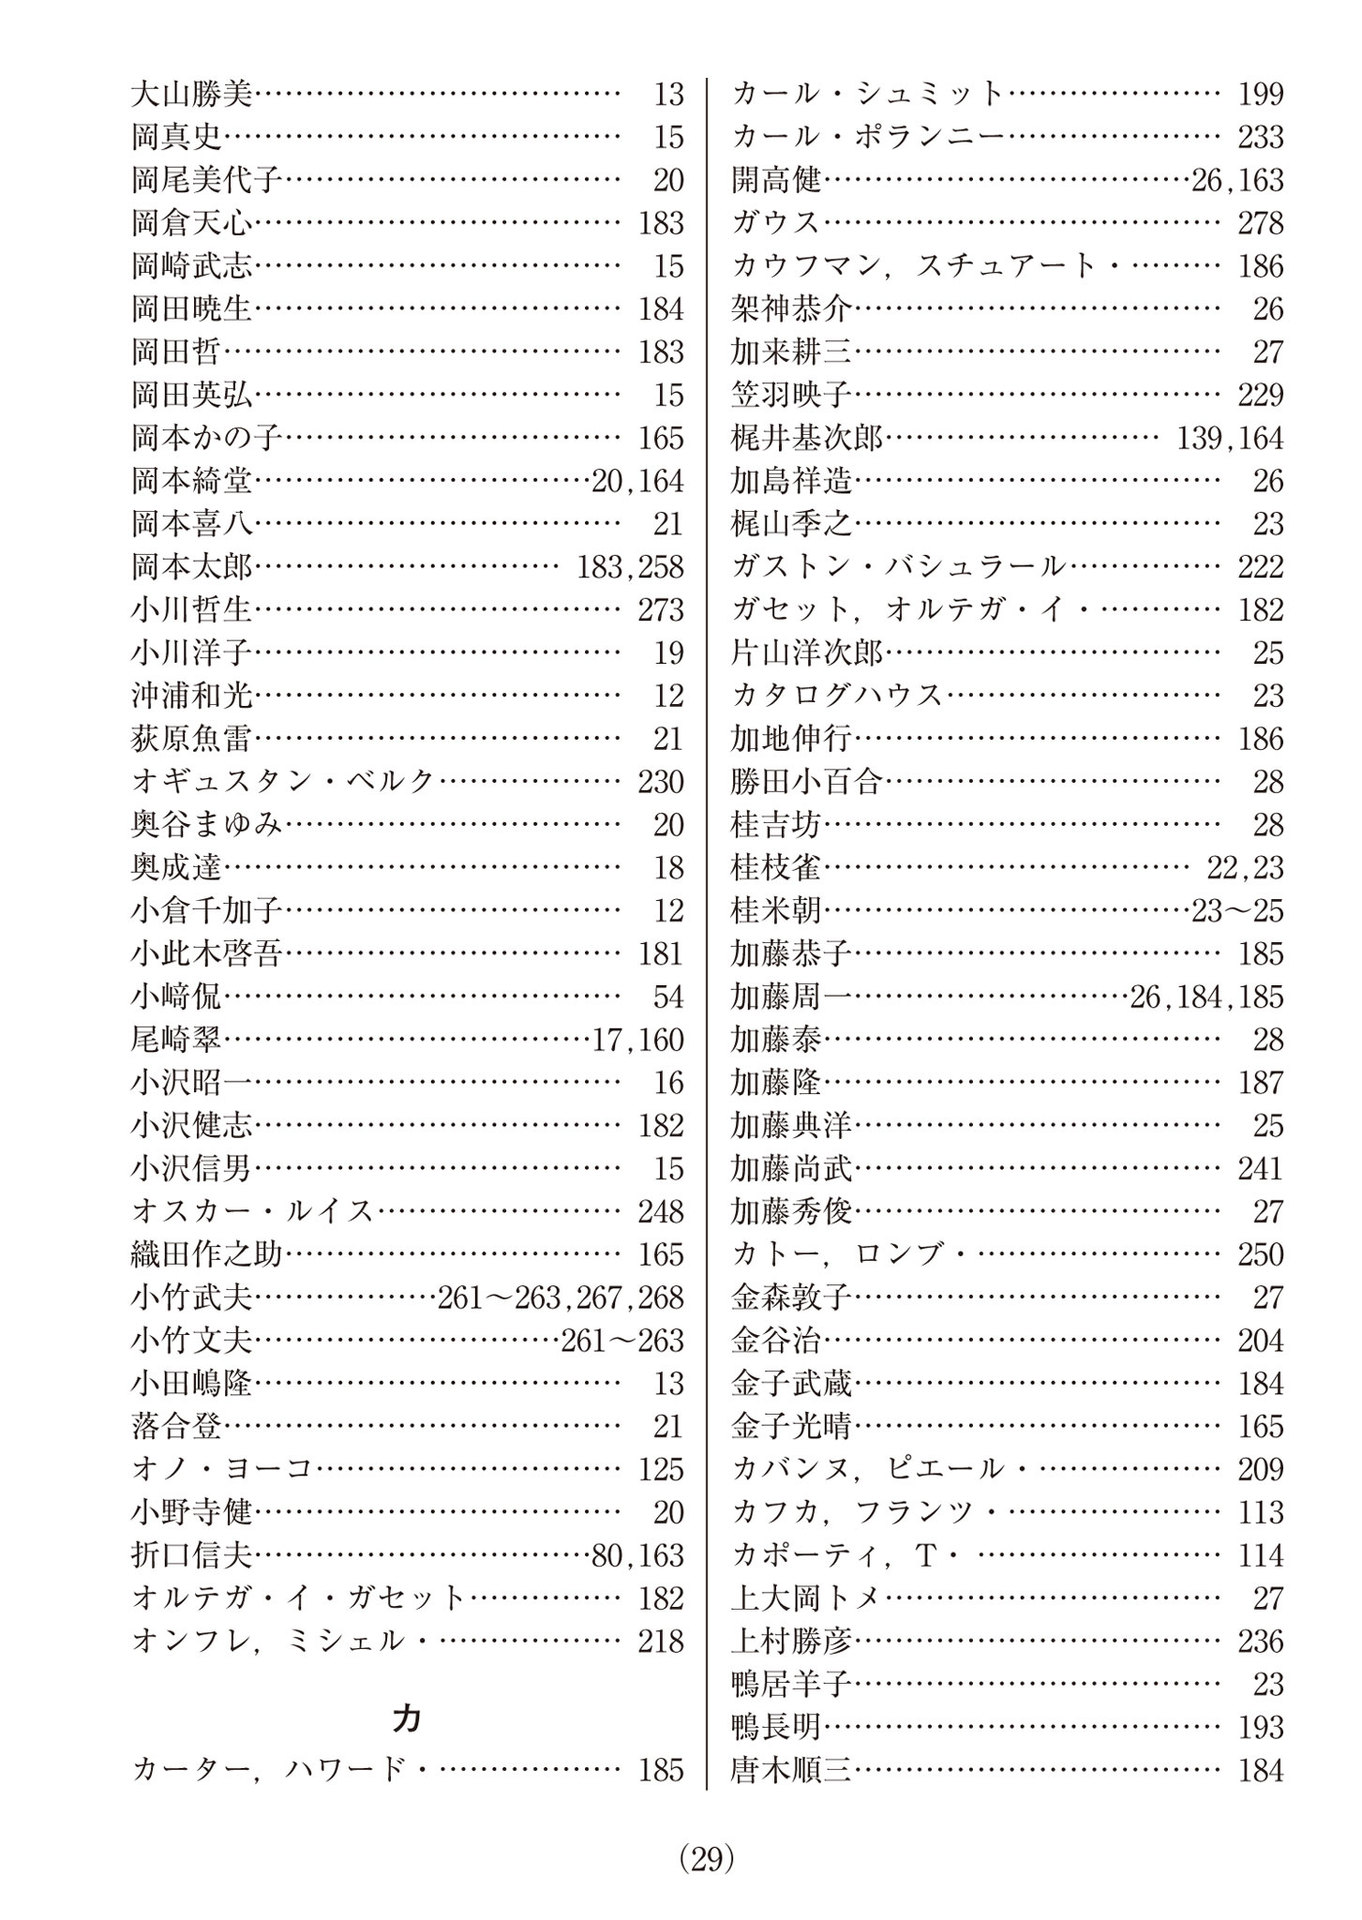 大山勝美………………………………　13
岡真史…………………………………　15
岡尾美代子……………………………　20
岡倉天心……………………………… 183
岡崎武志………………………………　15
岡田暁生……………………………… 184
岡田哲………………………………… 183
岡田英弘………………………………　15
岡本かの子…………………………… 165
岡本綺堂……………………………20,164
岡本喜八………………………………　21
岡本太郎………………………… 183,258
小川哲生……………………………… 273
小川洋子………………………………　19
沖浦和光………………………………　12
荻原魚雷………………………………　21
オギュスタン・ベルク……………… 230
奥谷まゆみ……………………………　20
奥成達…………………………………　18
小倉千加子……………………………　12
小此木啓吾…………………………… 181
小﨑侃…………………………………　54
尾崎翠………………………………17,160
小沢昭一………………………………　16
小沢健志……………………………… 182
小沢信男………………………………　15
オスカー・ルイス…………………… 248
織田作之助…………………………… 165
小竹武夫………………261～263,267,268
小竹文夫…………………………261～263
小田嶋隆………………………………　13
落合登…………………………………　21
オノ・ヨーコ………………………… 125
小野寺健………………………………　20
折口信夫……………………………80,163
オルテガ・イ・ガセット…………… 182
オンフレ，ミシェル・……………… 218
カ
カーター，ハワード・……………… 185
カール・シュミット………………… 199
カール・ポランニー………………… 233
開高健………………………………26,163
ガウス………………………………… 278
カウフマン，スチュアート・……… 186
架神恭介………………………………　26
加来耕三………………………………　27
笠羽映子……………………………… 229
梶井基次郎……………………… 139,164
加島祥造………………………………　26
梶山季之………………………………　23
ガストン・バシュラール…………… 222
ガセット，オルテガ・イ・………… 182
片山洋次郎……………………………　25
カタログハウス………………………　23
加地伸行……………………………… 186
勝田小百合……………………………　28
桂吉坊…………………………………　28
桂枝雀……………………………… 22,23
桂米朝………………………………23～25
加藤恭子……………………………… 185
加藤周一………………………26,184,185
加藤泰…………………………………　28
加藤隆………………………………… 187
加藤典洋………………………………　25
加藤尚武……………………………… 241
加藤秀俊………………………………　27
カトー，ロンブ・…………………… 250
金森敦子………………………………　27
金谷治………………………………… 204
金子武蔵……………………………… 184
金子光晴……………………………… 165
カバンヌ，ピエール・……………… 209
カフカ，フランツ・………………… 113
カポーティ，T・ …………………… 114
上大岡トメ……………………………　27
上村勝彦……………………………… 236
鴨居羊子………………………………　23
鴨長明………………………………… 193
唐木順三……………………………… 184
(29)